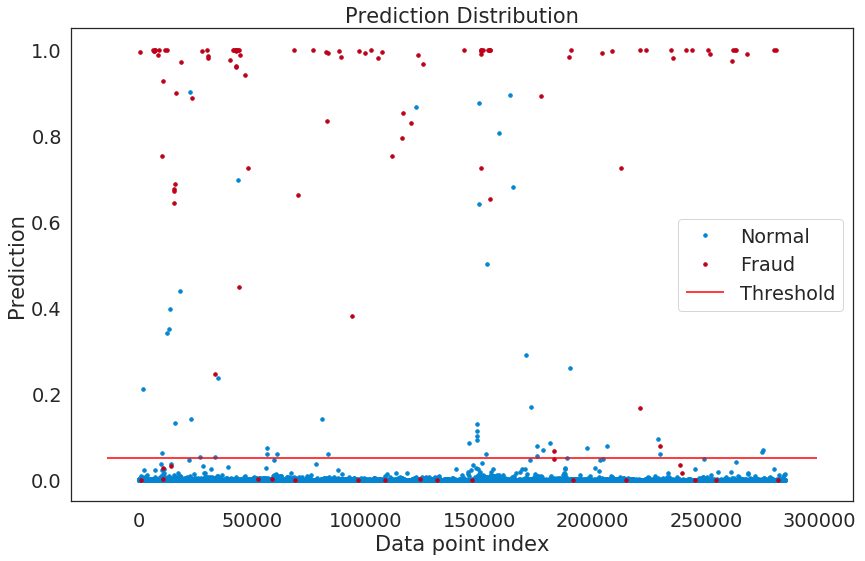 Prediction Distribution
1.0
0.8
0.6
0.4
0.2
0.0
Prediction
Normal
Fraud
Threshold
0 50000 100000 150000 200000 250000 300000
Data point index